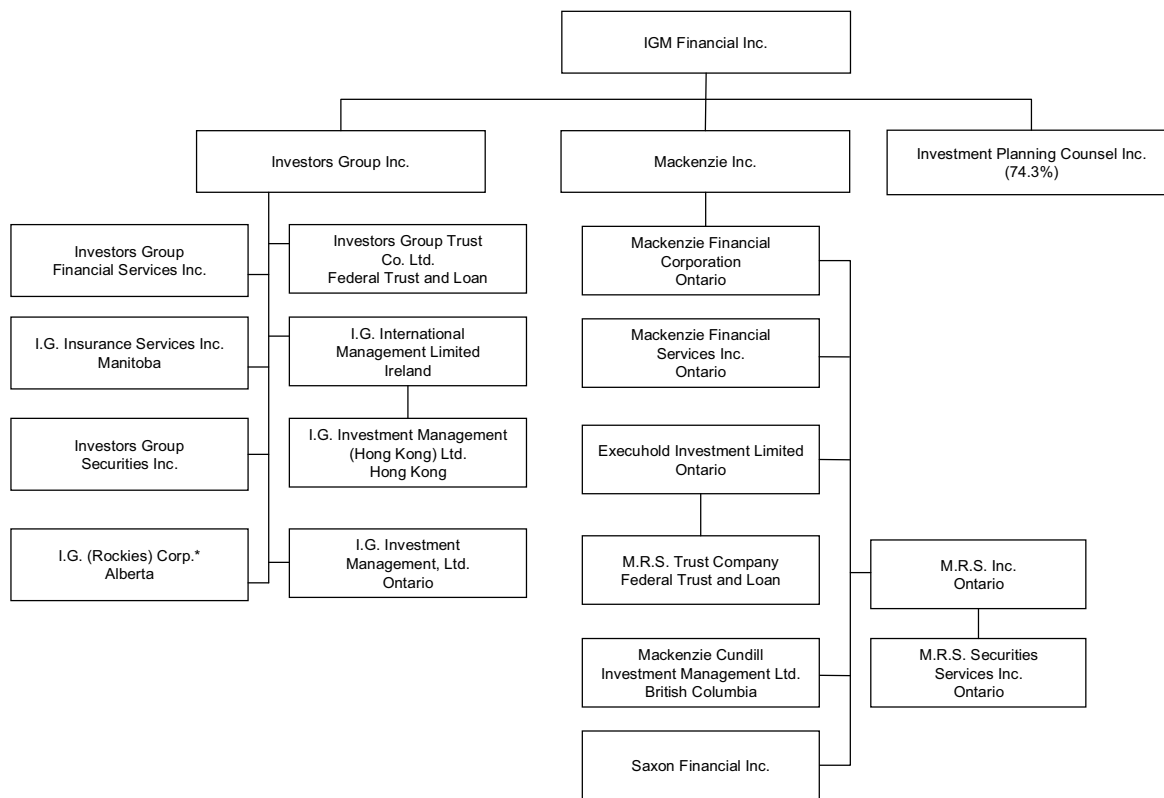 IGM Financial Inc.
Investors Group Inc.
Mackenzie Inc.
Investment Planning Counsel Inc.
(74.3%)
Investors Group
Financial Services Inc.
Investors Group Trust
Co. Ltd.
Federal Trust and Loan
I.G. Insurance Services Inc.
Manitoba
I.G. International
Management Limited
Ireland
Investors Group
Securities Inc.
I.G. Investment Management
(Hong Kong) Ltd.
Hong Kong
I.G. (Rockies) Corp.*
Alberta
I.G. Investment
Management, Ltd.
Ontario
Mackenzie Financial
Corporation
Ontario
Mackenzie Financial
Services Inc.
Ontario
Execuhold Investment Limited
Ontario
M.R.S. Trust Company
Federal Trust and Loan
M.R.S. Inc.
Ontario
Mackenzie Cundill
Investment Management Ltd.
British Columbia
M.R.S. Securities
Services Inc.
Ontario
Saxon Financial Inc.